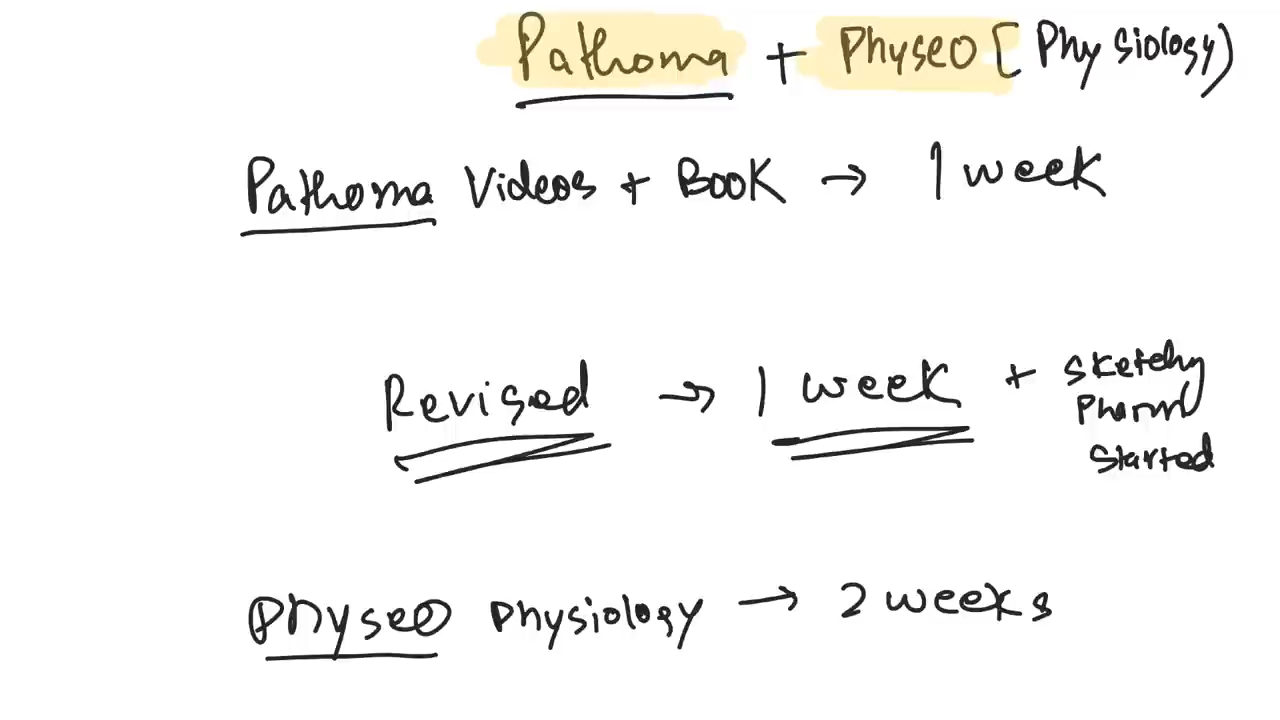 Pathoma + Physeo [Physiology)
Pathoma Videos + Book → 1 week
Revised → 1 week + Sketchy
Pharm
Started
Physeo Physiology → 2 weeks